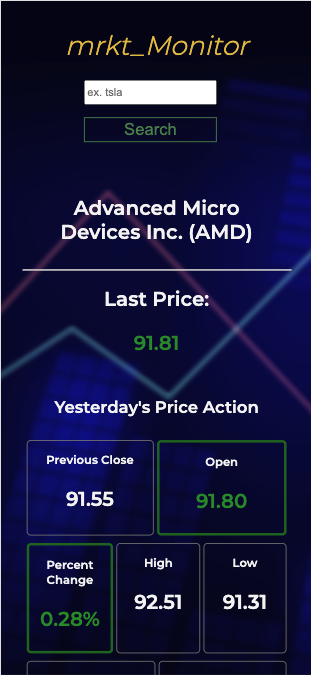 mrkt_Monitor
ex. tsla
Search
Advanced Micro
Devices Inc. (AMD)
Last Price:
91.81
Yesterday's Price Action
Previous Close
91.55
Open
91.80
Percent
Change
0.28%
High
92.51
Low
91.31